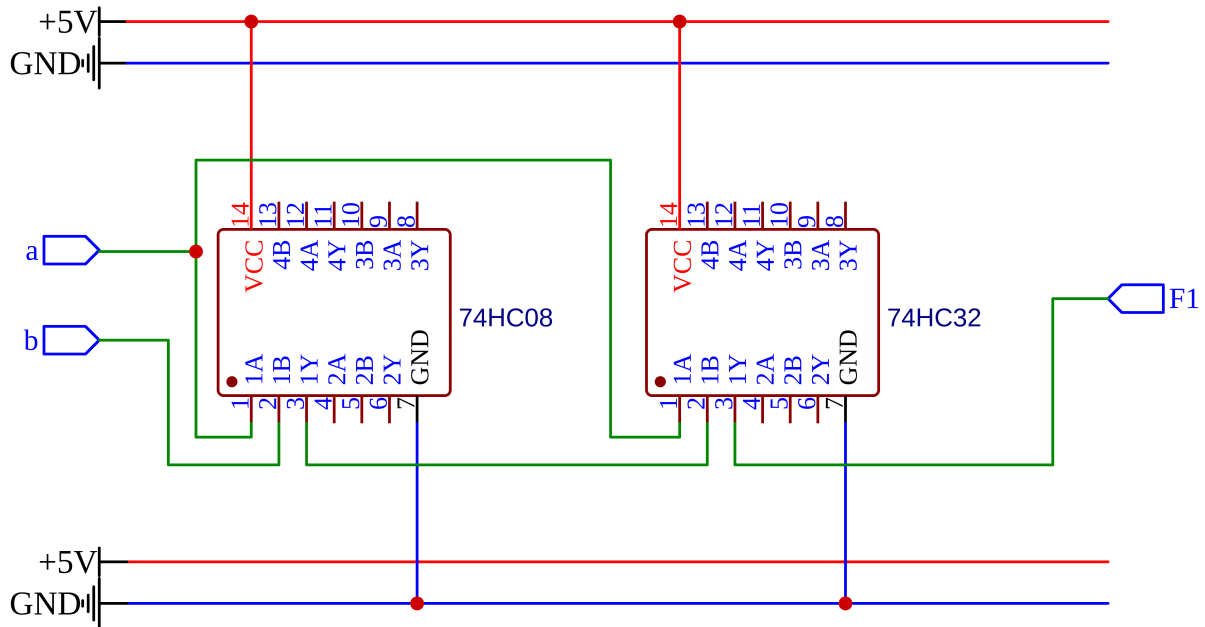 +5V
GND
14 13 12 11 10 9 8
VCC 4B 4A 4Y 3B 3A 3Y
14 13 12 11 10 9 8
VCC 4B 4A 4Y 3B 3A 3Y
a
b
F1
74HC08
74HC32
1A 1B 1Y 2A 2B 2Y GND
1 2 3 4 5 6 7
1A 1B 1Y 2A 2B 2Y GND
1 2 3 4 5 6 7
+5V
GND